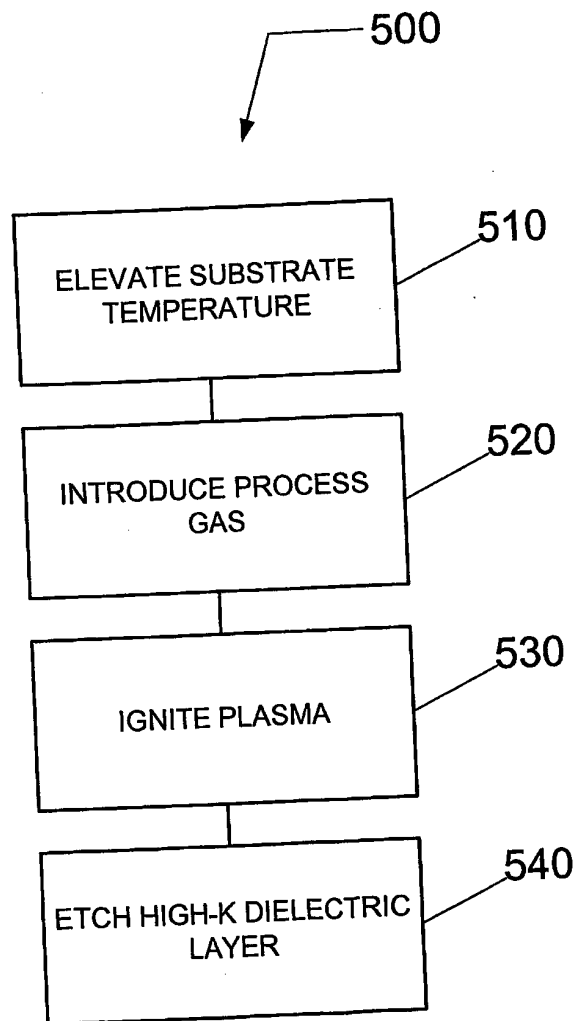 500
510
ELEVATE SUBSTRATE
TEMPERATURE
520
INTRODUCE PROCESS
GAS
530
IGNITE PLASMA
540
ETCH HIGH-K DIELECTRIC
LAYER